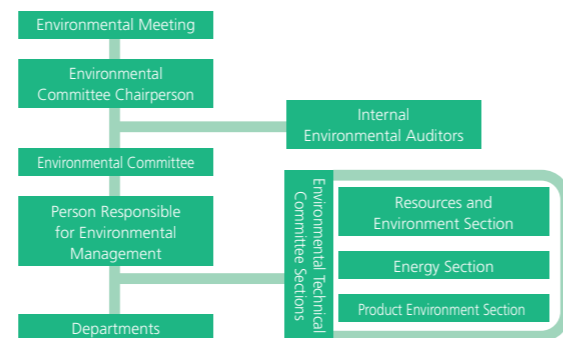 Environmental Meeting
Environmental
Committee Chairperson
Internal
Environmental Auditors
Environmental Committee
Person Responsible
for Environmental
Management
Environmental Technical
Committee Sections
Resources and
Environment Section
Energy Section
Product Environment Section
Departments